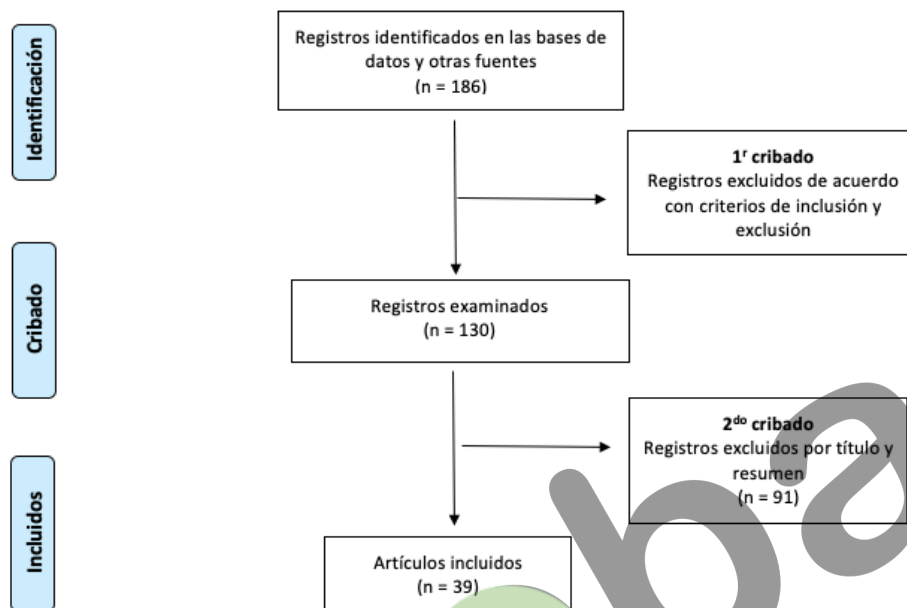 Identificación
Registros identificados en las bases de
datos y otras fuentes
(n = 186)
1ʳ cribado
Registros excluidos de acuerdo
con criterios de inclusión y
exclusión
Cribado
Registros examinados
(n = 130)
2ᵈᵒ cribado
Registros excluidos por título y
resumen
(n = 91)
Incluidos
Artículos incluidos
(n = 39)
ba